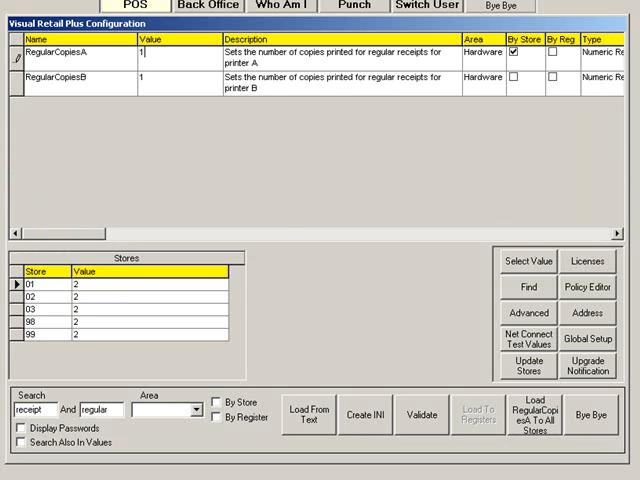 POS Back Office Who Am I Punch Switch User Bye Bye
Visual Retail Plus Configuration
Name Value Description Area By Store By Reg Type
RegularCopiesA 1 Sets the number of copies printed for regular receipts for Hardware Numeric Re
printer A
RegularCopiesB 1 Sets the number of copies printed for regular receipts for Hardware Numeric Re
printer B
Stores
Store Value
01 2
02 2
03 2
98 2
99 2
Select Value Licenses
Find Policy Editor
Advanced Address
Net Connect
Test Values
Global Setup
Update
Stores
Upgrade
Notification
Search Area
receipt And regular
By Store
By Register
Display Passwords
Search Also In Values
Load From
Text
Create INI
Validate
Load To
Registers
Load
RegularCopi
esA To All
Stores
Bye Bye